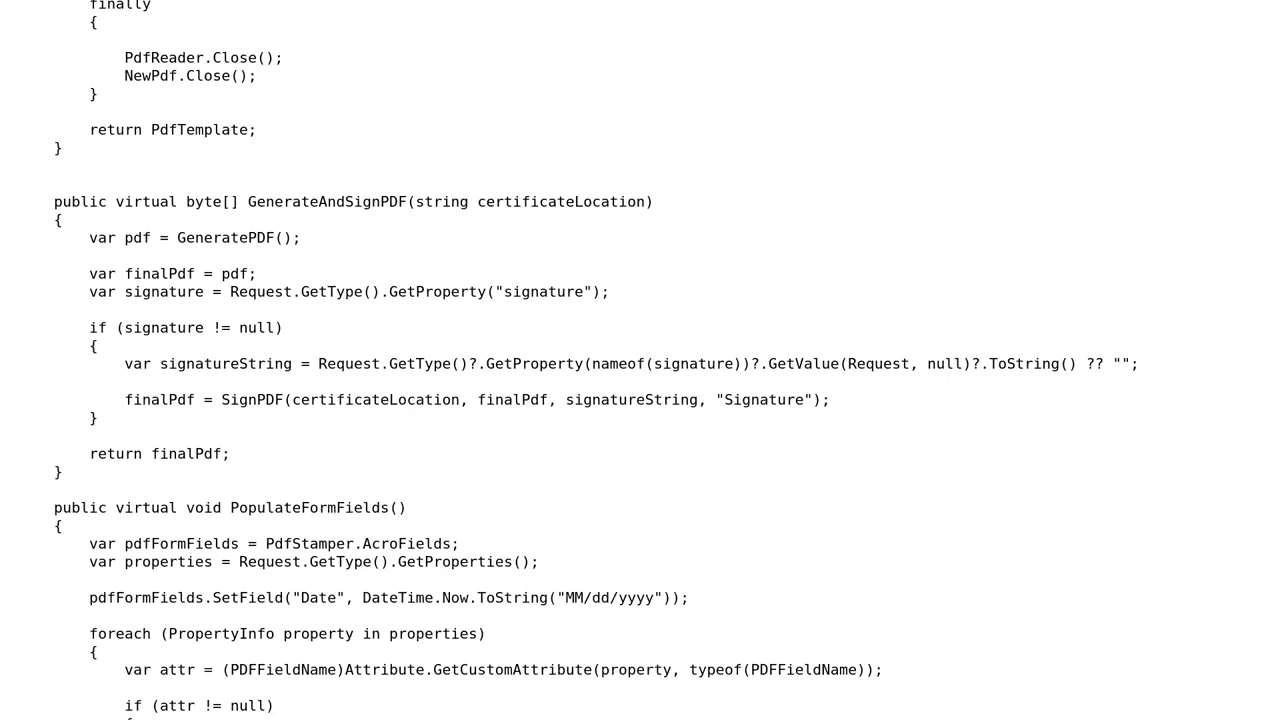 finally
{
PdfReader.Close();
NewPdf.Close();
}
return PdfTemplate;
}
public virtual byte[] GenerateAndSignPDF(string certificateLocation)
{
var pdf = GeneratePDF();
var finalPdf = pdf;
var signature = Request.GetType().GetProperty("signature");
if (signature != null)
{
var signatureString = Request.GetType()?.GetProperty(nameof(signature))?.GetValue(Request, null)?.ToString() ?? "";
finalPdf = SignPDF(certificateLocation, finalPdf, signatureString, "Signature");
}
return finalPdf;
}
public virtual void PopulateFormFields()
{
var pdfFormFields = PdfStamper.AcroFields;
var properties = Request.GetType().GetProperties();
pdfFormFields.SetField("Date", DateTime.Now.ToString("MM/dd/yyyy"));
foreach (PropertyInfo property in properties)
{
var attr = (PDFFieldName)Attribute.GetCustomAttribute(property, typeof(PDFFieldName));
if (attr != null)
{